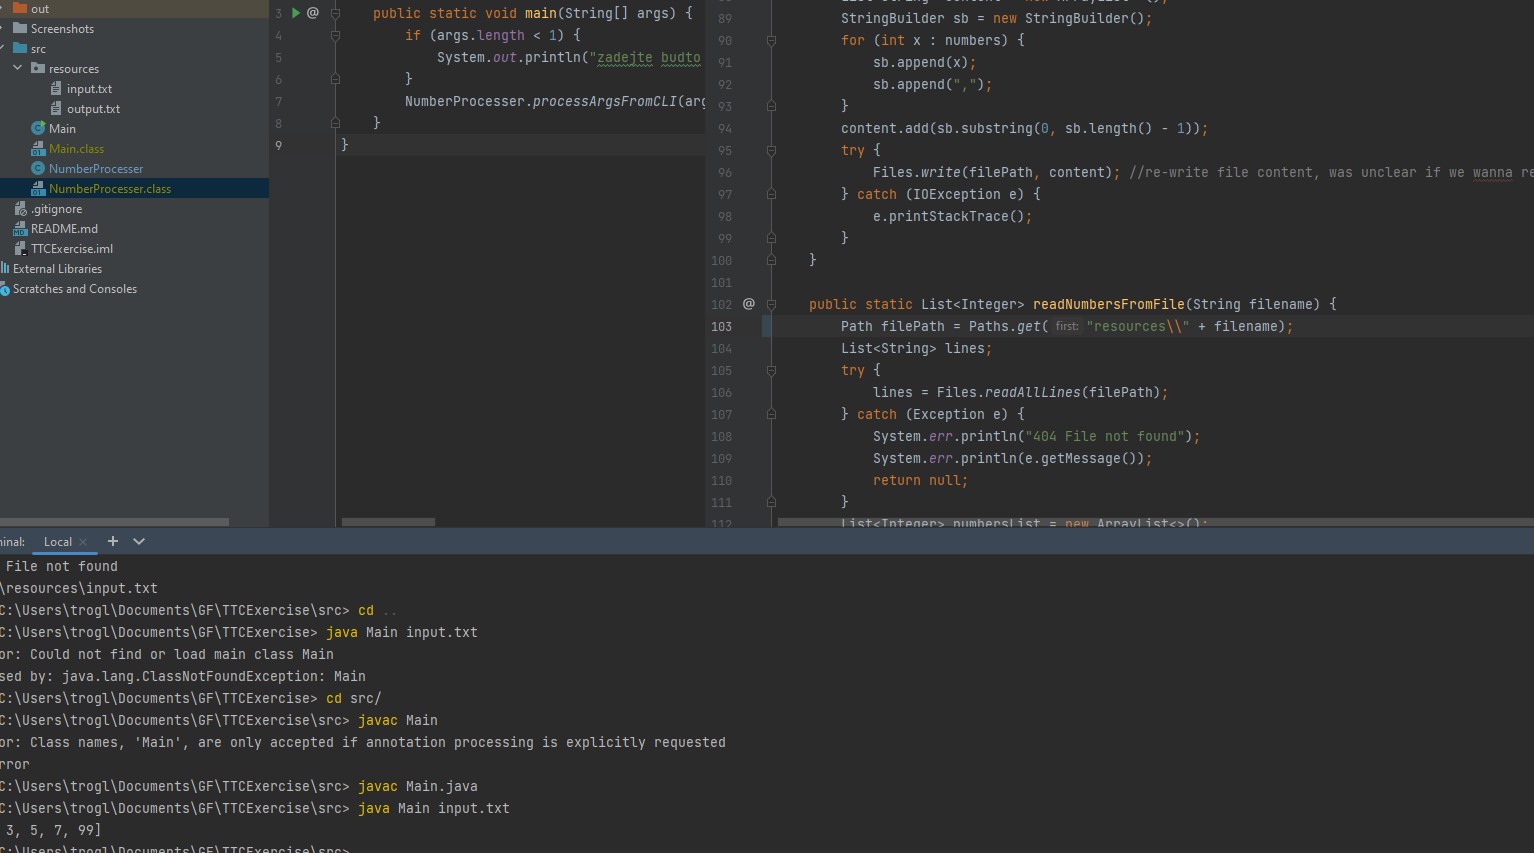 out
Screenshots
src
resources
input.txt
output.txt
Main
Main.class
NumberProcesser
NumberProcesser.class
.gitignore
README.md
TTCExercise.iml
External Libraries
Scratches and Consoles
3 @ public static void main(String[] args) {
4 if (args.length < 1) {
5 System.out.println("zadejte budto
6 }
7 NumberProcesser.processArgsFromCLI(arg
8 }
9 }
89 StringBuilder sb = new StringBuilder();
90 for (int x : numbers) {
91 sb.append(x);
92 sb.append(",");
93 }
94 content.add(sb.substring(0, sb.length() - 1));
95 try {
96 Files.write(filePath, content); //re-write file content, was unclear if we wanna re
97 } catch (IOException e) {
98 e.printStackTrace();
99 }
100 }
101
102 @ public static List<Integer> readNumbersFromFile(String filename) {
103 Path filePath = Paths.get( first: "resources\\" + filename);
104 List<String> lines;
105 try {
106 lines = Files.readAllLines(filePath);
107 } catch (Exception e) {
108 System.err.println("404 File not found");
109 System.err.println(e.getMessage());
110 return null;
111 }
112 List<Integer> numbersList = new ArrayList<>();
inal: Local × +
File not found
\resources\input.txt
C:\Users\trogl\Documents\GF\TTCExercise\src> cd ..
C:\Users\trogl\Documents\GF\TTCExercise> java Main input.txt
or: Could not find or load main class Main
sed by: java.lang.ClassNotFoundException: Main
C:\Users\trogl\Documents\GF\TTCExercise> cd src/
C:\Users\trogl\Documents\GF\TTCExercise\src> javac Main
or: Class names, 'Main', are only accepted if annotation processing is explicitly requested
rror
C:\Users\trogl\Documents\GF\TTCExercise\src> javac Main.java
C:\Users\trogl\Documents\GF\TTCExercise\src> java Main input.txt
3, 5, 7, 99]
C:\Users\trogl\Documents\GF\TTCExercise\src>